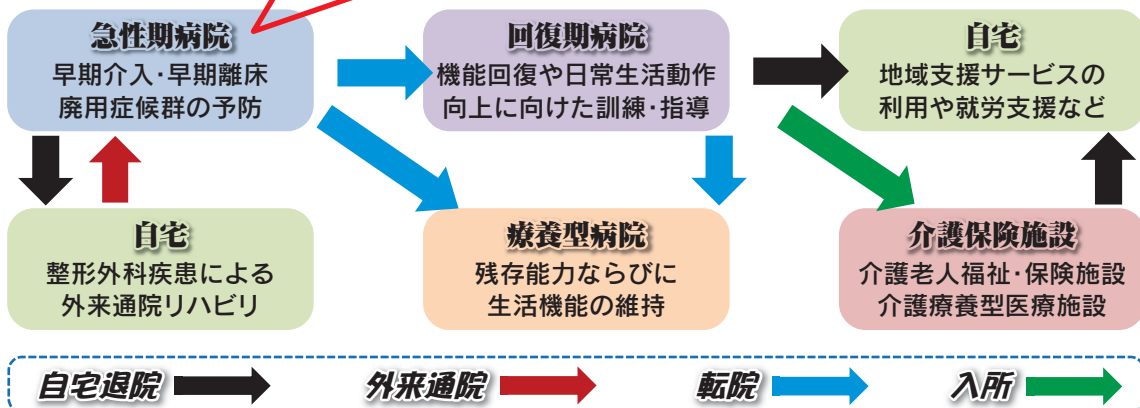 急性期病院
早期介入・早期離床
廃用症候群の予防
回復期病院
機能回復や日常生活動作
向上に向けた訓練・指導
自宅
地域支援サービスの
利用や就労支援など
自宅
整形外科疾患による
外来通院リハビリ
療養型病院
残存能力ならびに
生活機能の維持
介護保険施設
介護老人福祉・保険施設
介護療養型医療施設
自宅退院
外来通院
転院
入所